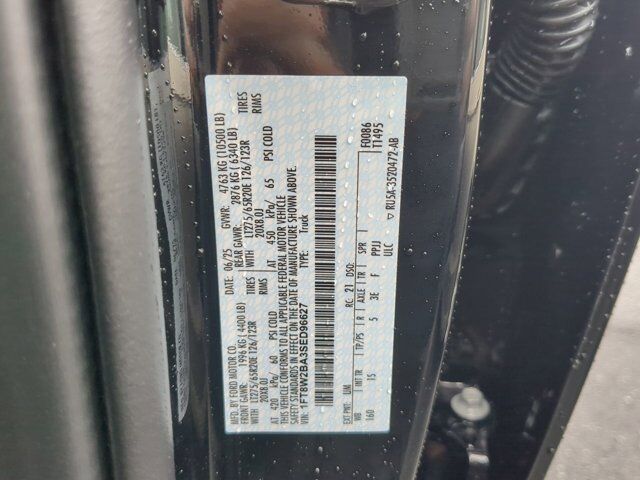 MFD. BY FORD MOTOR CO.
DATE: 06/25 GVWR: 4763 KG (10500 LB)
FRONT GAWR: 1996 KG (4400 LB) REAR GAWR: 2876 KG (6340 LB)
LT275/65R20E 126/123R TIRES WITH LT275/65R20E 126/123R TIRES
20X8.0J RIMS 20X8.0J RIMS
AT 420 kPa/ 60 PSI COLD AT 450 kPa/ 65 PSI COLD
THIS VEHICLE CONFORMS TO ALL APPLICABLE FEDERAL MOTOR VEHICLE
SAFETY STANDARDS IN EFFECT ON THE DATE OF MANUFACTURE SHOWN ABOVE.
VIN: 1FT8W2BA3SED96627 TYPE: Truck
F0086
T1495
EXT PNT: UM RC: 21 DSO:
WB INT TR TP/PS R AXLE TR SPR
160 15 5 3E F PPJJ
ULC
▽ RU5A-3520472-AB